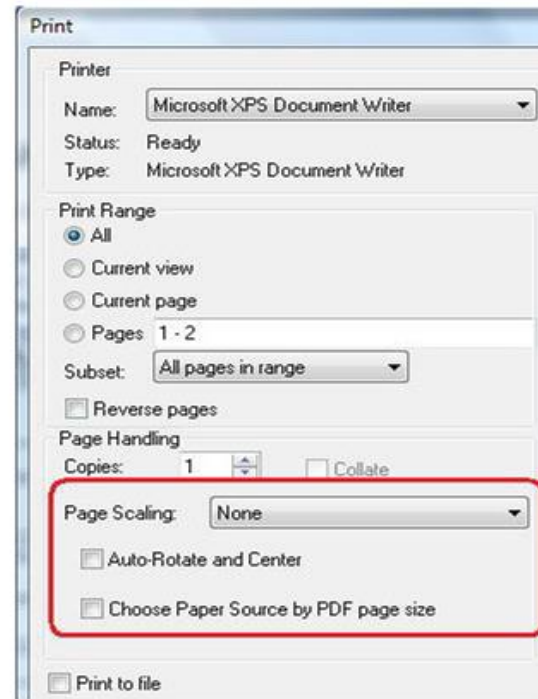 Print
Printer
Name: Microsoft XPS Document Writer
Status: Ready
Type: Microsoft XPS Document Writer
Print Range
All
Current view
Current page
Pages 1 - 2
Subset: All pages in range
Reverse pages
Page Handling
Copies: 1 Collate
Page Scaling: None
Auto-Rotate and Center
Choose Paper Source by PDF page size
Print to file